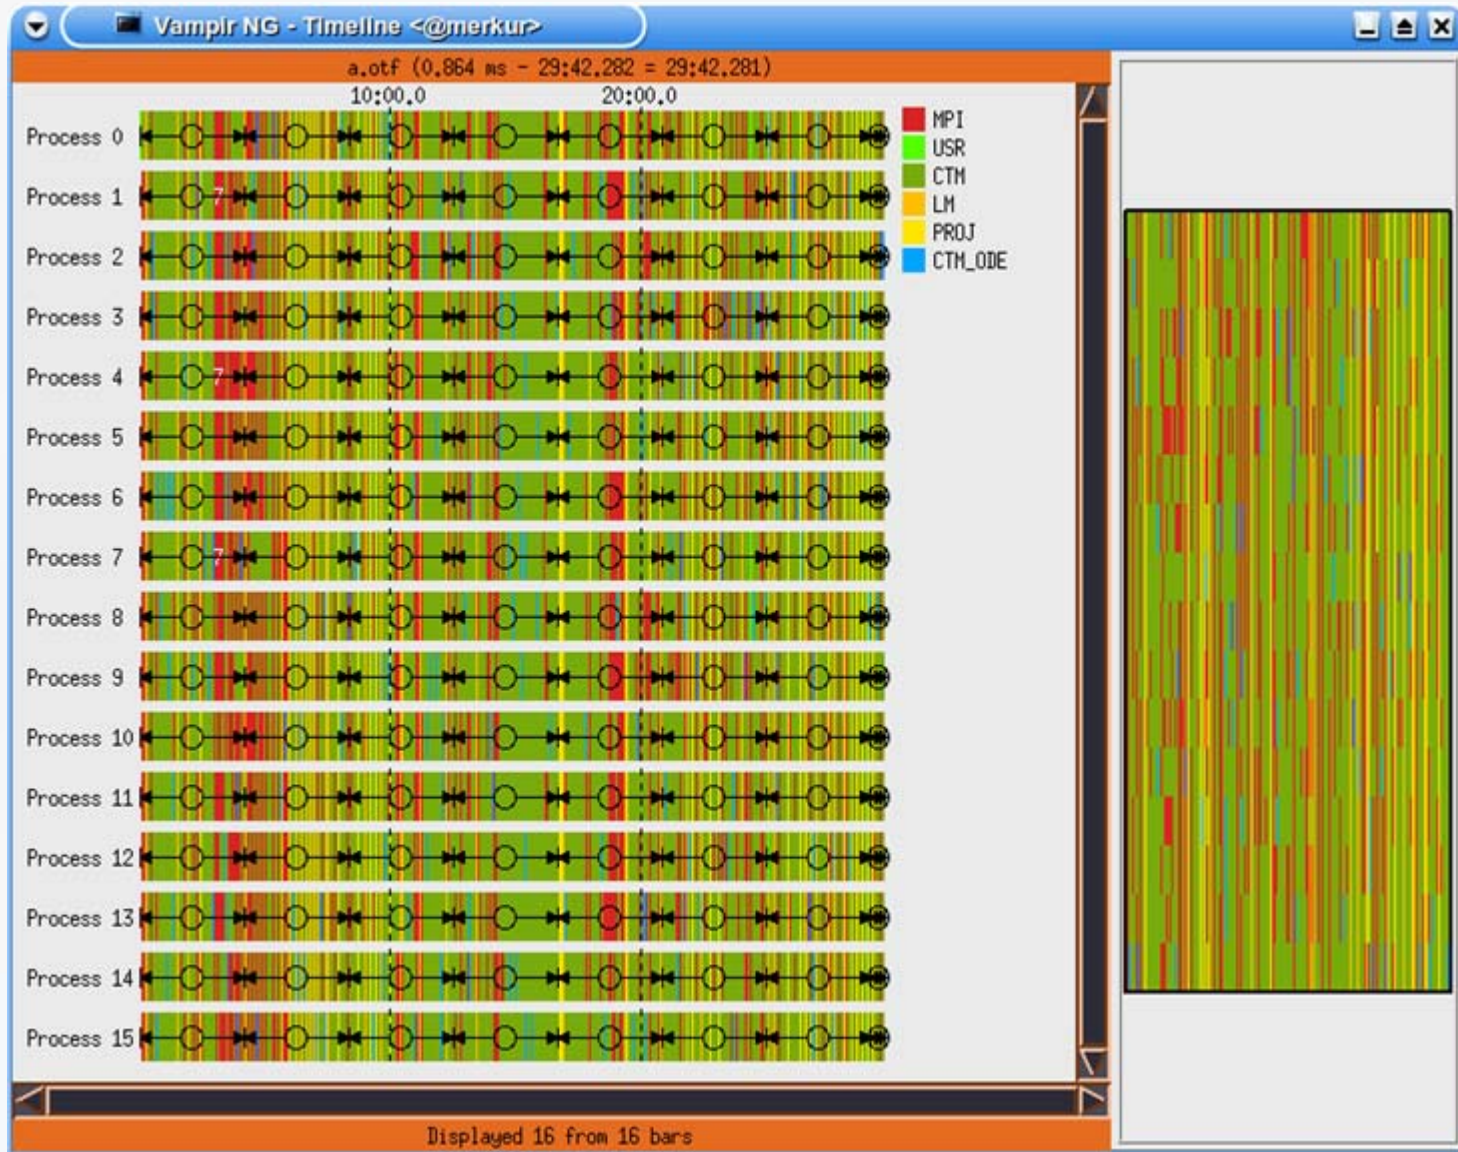 Vampir NG - Timeline <@merkur>
a.otf (0.864 ms - 29:42.282 = 29:42.281)
10:00.0 20:00.0
Process 0
Process 1 7
Process 2
Process 3
Process 4 7
Process 5
Process 6
Process 7 7
Process 8
Process 9
Process 10
Process 11
Process 12
Process 13
Process 14
Process 15
MPI
USR
CTM
LM
PROJ
CTM_ODE
Displayed 16 from 16 bars